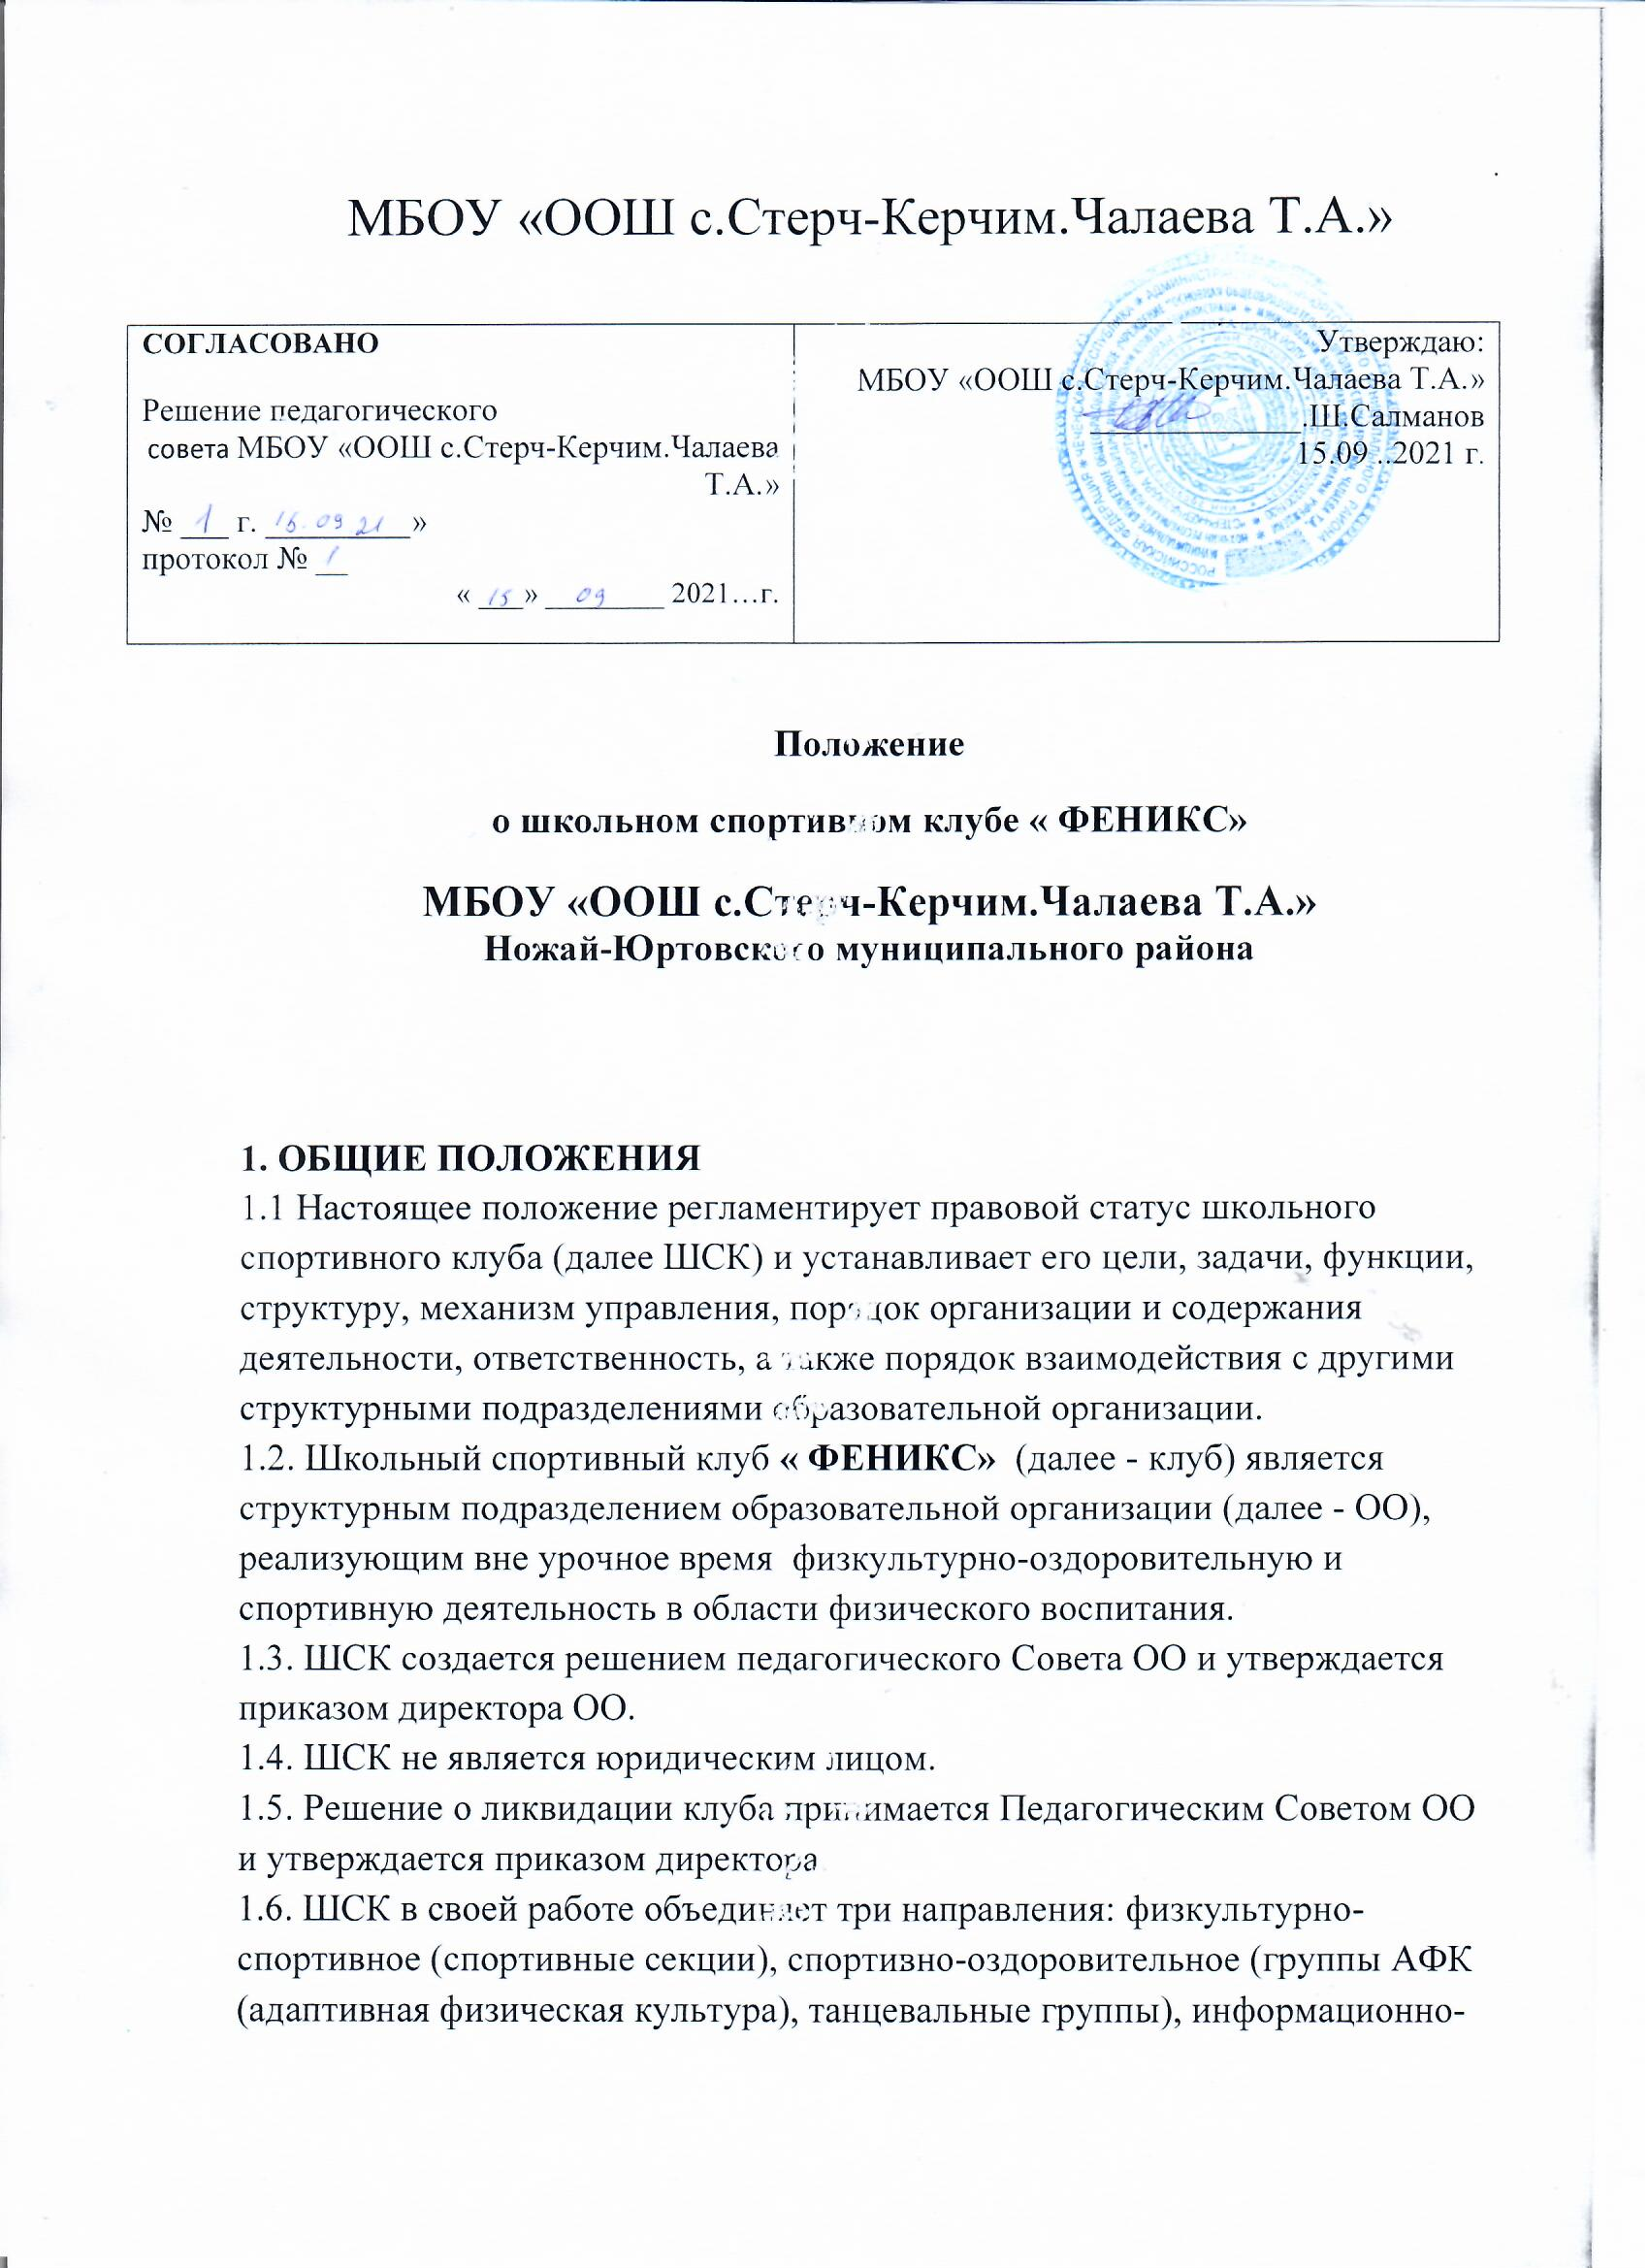 МБОУ «ООШ с.Стерч-Керчим.Чалаева Т.А.»
СОГЛАСОВАНО
Решение педагогического
совета МБОУ «ООШ с.Стерч-Керчим.Чалаева
Т.А.»
№ 1 г. 15.09 21»
протокол № 1
« 15» 09 2021…г.
Утверждаю:
МБОУ «ООШ с.Стерч-Керчим.Чалаева Т.А.»
.Ш.Салманов
15.09 ..2021 г.
Положение
о школьном спортивном клубе « ФЕНИКС»
МБОУ «ООШ с.Стерч-Керчим.Чалаева Т.А.»
Ножай-Юртовского муниципального района
1. ОБЩИЕ ПОЛОЖЕНИЯ
1.1 Настоящее положение регламентирует правовой статус школьного
спортивного клуба (далее ШСК) и устанавливает его цели, задачи, функции,
структуру, механизм управления, порядок организации и содержания
деятельности, ответственность, а также порядок взаимодействия с другими
структурными подразделениями образовательной организации.
1.2. Школьный спортивный клуб « ФЕНИКС» (далее - клуб) является
структурным подразделением образовательной организации (далее - ОО),
реализующим вне урочное время физкультурно-оздоровительную и
спортивную деятельность в области физического воспитания.
1.3. ШСК создается решением педагогического Совета ОО и утверждается
приказом директора ОО.
1.4. ШСК не является юридическим лицом.
1.5. Решение о ликвидации клуба принимается Педагогическим Советом ОО
и утверждается приказом директора
1.6. ШСК в своей работе объединяет три направления: физкультурно-
спортивное (спортивные секции), спортивно-оздоровительное (группы АФК
(адаптивная физическая культура), танцевальные группы), информационно-